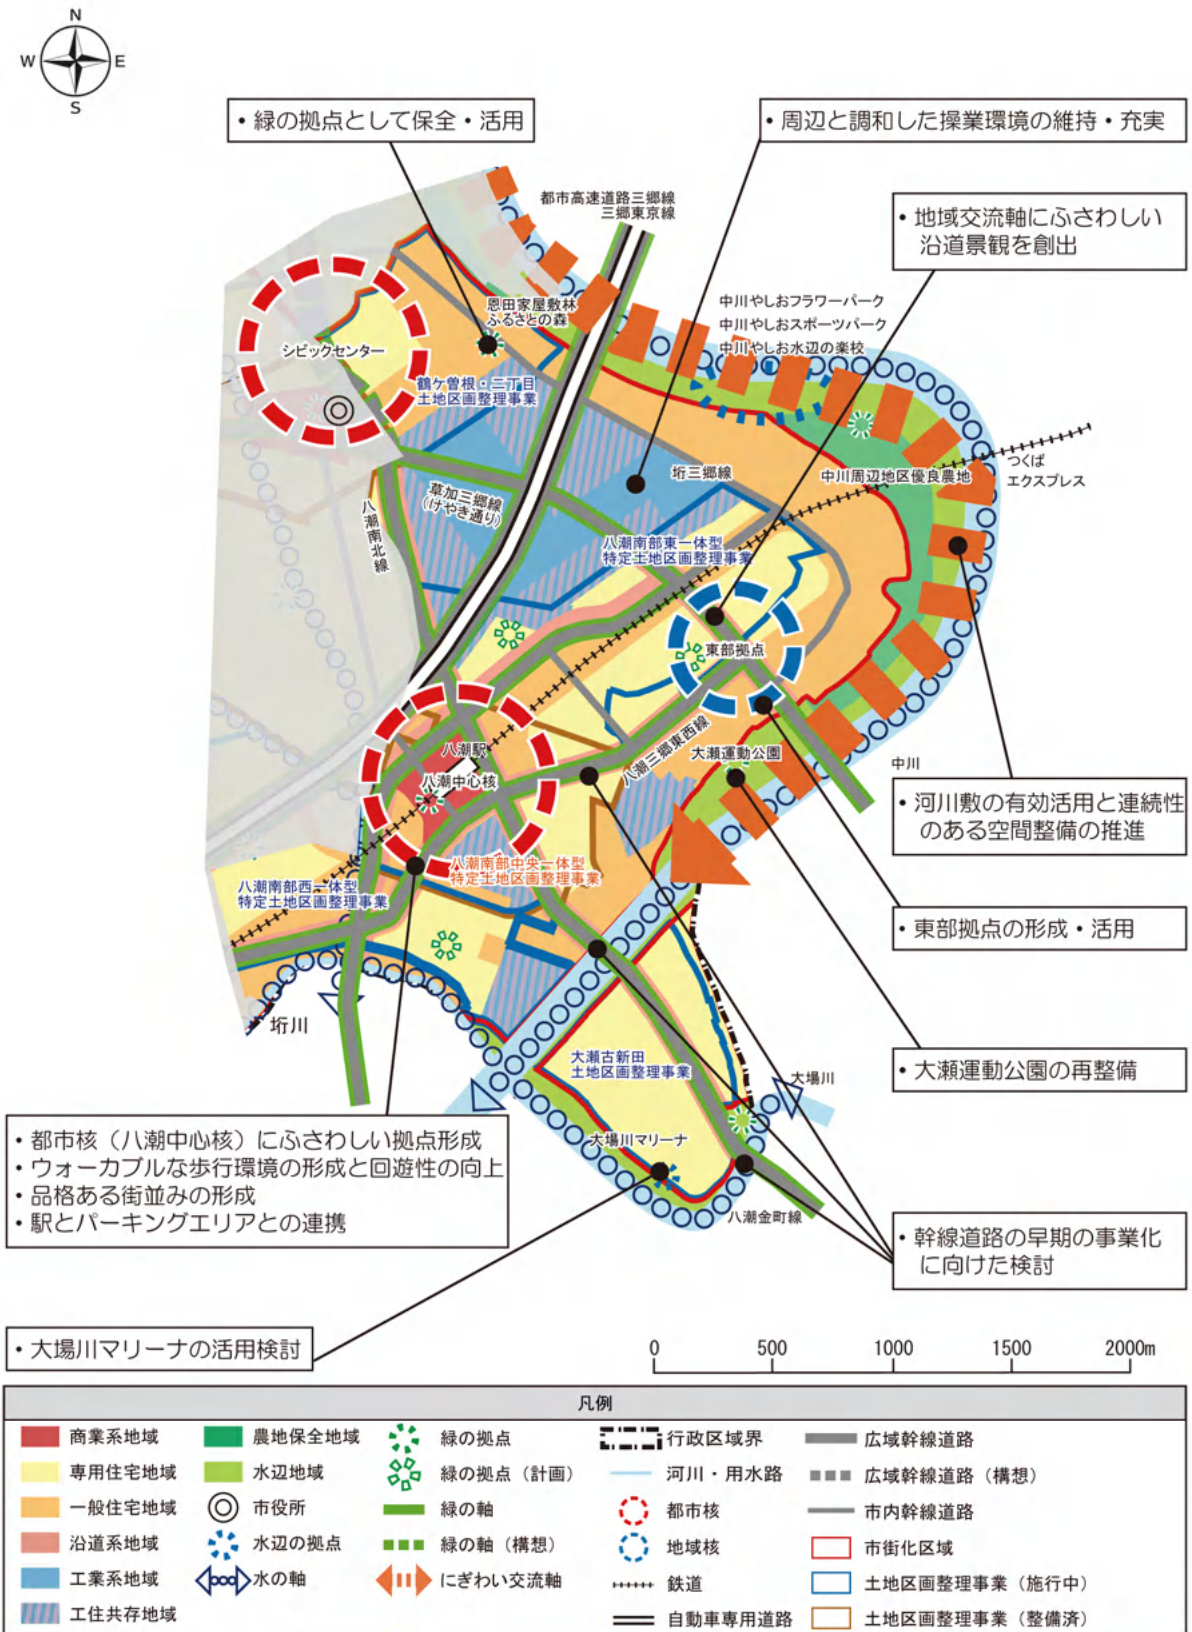 N
W
E
S
・緑の拠点として保全・活用
・周辺と調和した操業環境の維持・充実
・地域交流軸にふさわしい
沿道景観を創出
都市高速道路三郷線
三郷東京線
恩田家屋敷林
ふるさとの森
中川やしおフラワーパーク
中川やしおスポーツパーク
中川やしお水辺の楽校
シビックセンター
鶴ケ曽根・二丁目
土地区画整理事業
つくば
エクスプレス
中川周辺地区優良農地
垳三郷線
草加三郷線
(けやき通り)
八潮南北線
八潮南部東一体型
特定土地区画整理事業
東部拠点
八潮三郷東西線
大瀬運動公園
中川
八潮駅
八潮中心核
・河川敷の有効活用と連続性
のある空間整備の推進
八潮南部中央一体型
特定土地区画整理事業
八潮南部西一体型
特定土地区画整理事業
・東部拠点の形成・活用
垳川
大瀬古新田
土地区画整理事業
・大瀬運動公園の再整備
大場川
大場川マリーナ
八潮金町線
・都市核（八潮中心核）にふさわしい拠点形成
・ウォーカブルな歩行環境の形成と回遊性の向上
・品格ある街並みの形成
・駅とパーキングエリアとの連携
・幹線道路の早期の事業化
に向けた検討
・大場川マリーナの活用検討
0 500 1000 1500 2000m
凡例
商業系地域 農地保全地域 緑の拠点 行政区域界 広域幹線道路
専用住宅地域 水辺地域 緑の拠点（計画） 河川・用水路 広域幹線道路（構想）
一般住宅地域 市役所 緑の軸 都市核 市内幹線道路
沿道系地域 水辺の拠点 緑の軸（構想） 地域核 市街化区域
工業系地域 水の軸 にぎわい交流軸 鉄道 土地区画整理事業（施行中）
工住共存地域 自動車専用道路 土地区画整理事業（整備済）